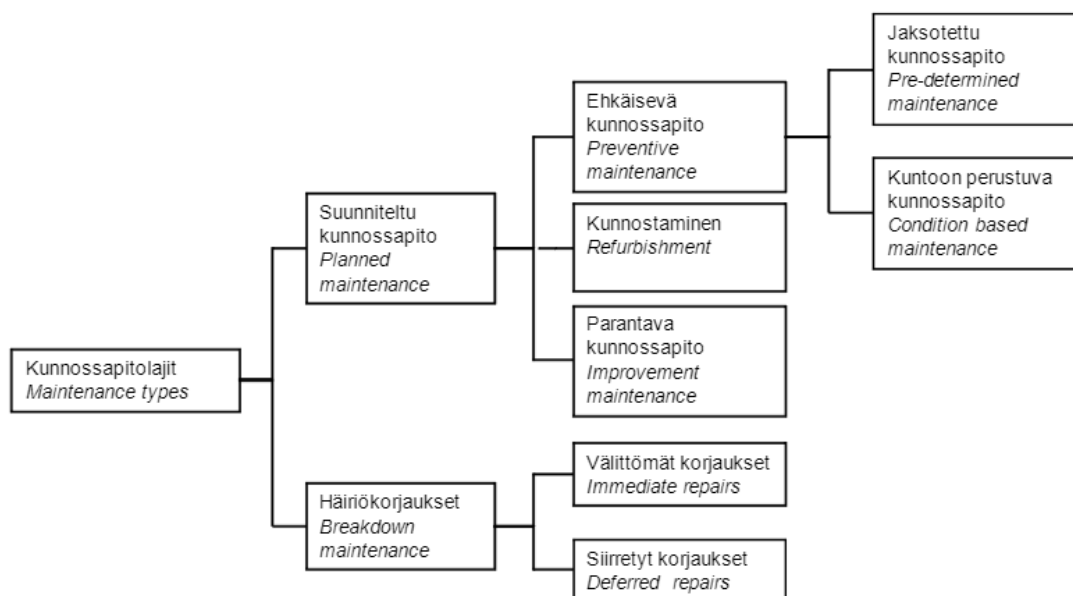 Jaksotettu
kunnossapito
Pre-determined
maintenance
Ehkäisevä
kunnossapito
Preventive
maintenance
Kuntoon perustuva
kunnossapito
Condition based
maintenance
Suunniteltu
kunnossapito
Planned
maintenance
Kunnostaminen
Refurbishment
Parantava
kunnossapito
Improvement
maintenance
Kunnossapitolajit
Maintenance types
Välittömät korjaukset
Immediate repairs
Häiriökorjaukset
Breakdown
maintenance
Siirretyt korjaukset
Deferred repairs